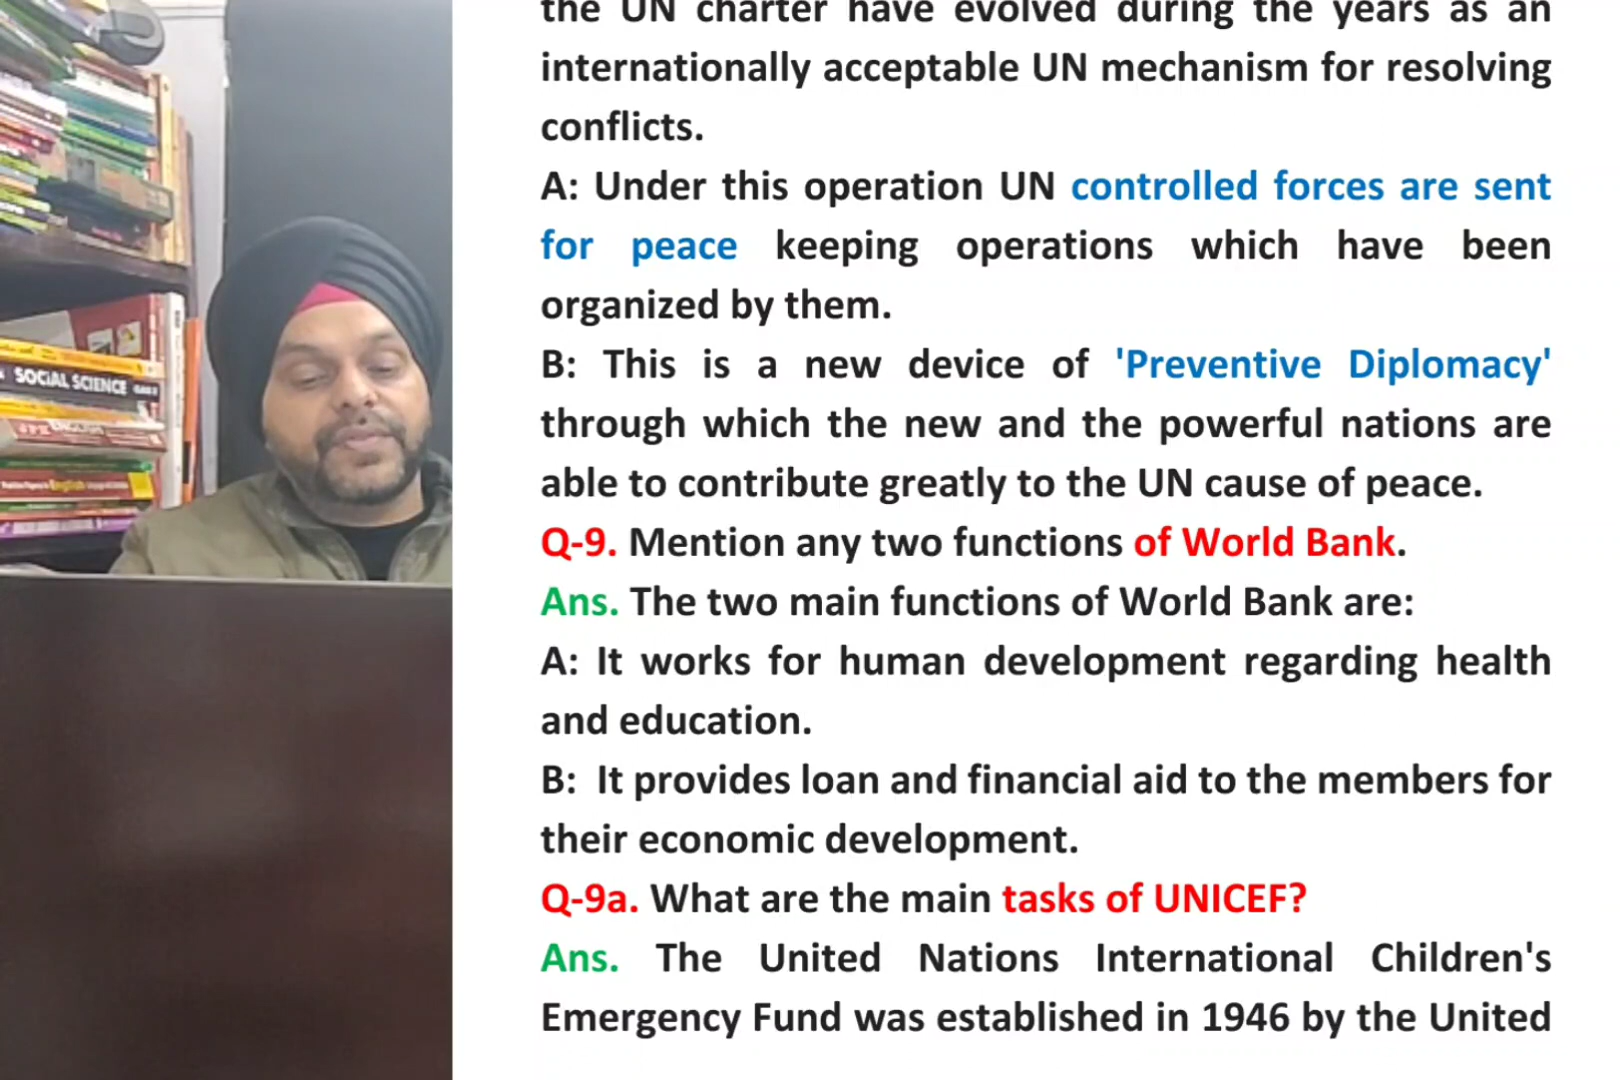 the UN charter have evolved during the years as an
internationally acceptable UN mechanism for resolving
conflicts.
A: Under this operation UN controlled forces are sent
for peace keeping operations which have been
organized by them.
B: This is a new device of 'Preventive Diplomacy'
through which the new and the powerful nations are
able to contribute greatly to the UN cause of peace.
Q-9. Mention any two functions of World Bank.
Ans. The two main functions of World Bank are:
A: It works for human development regarding health
and education.
B: It provides loan and financial aid to the members for
their economic development.
Q-9a. What are the main tasks of UNICEF?
Ans. The United Nations International Children's
Emergency Fund was established in 1946 by the United
SOCIAL SCIENCE
ENGLISH
English